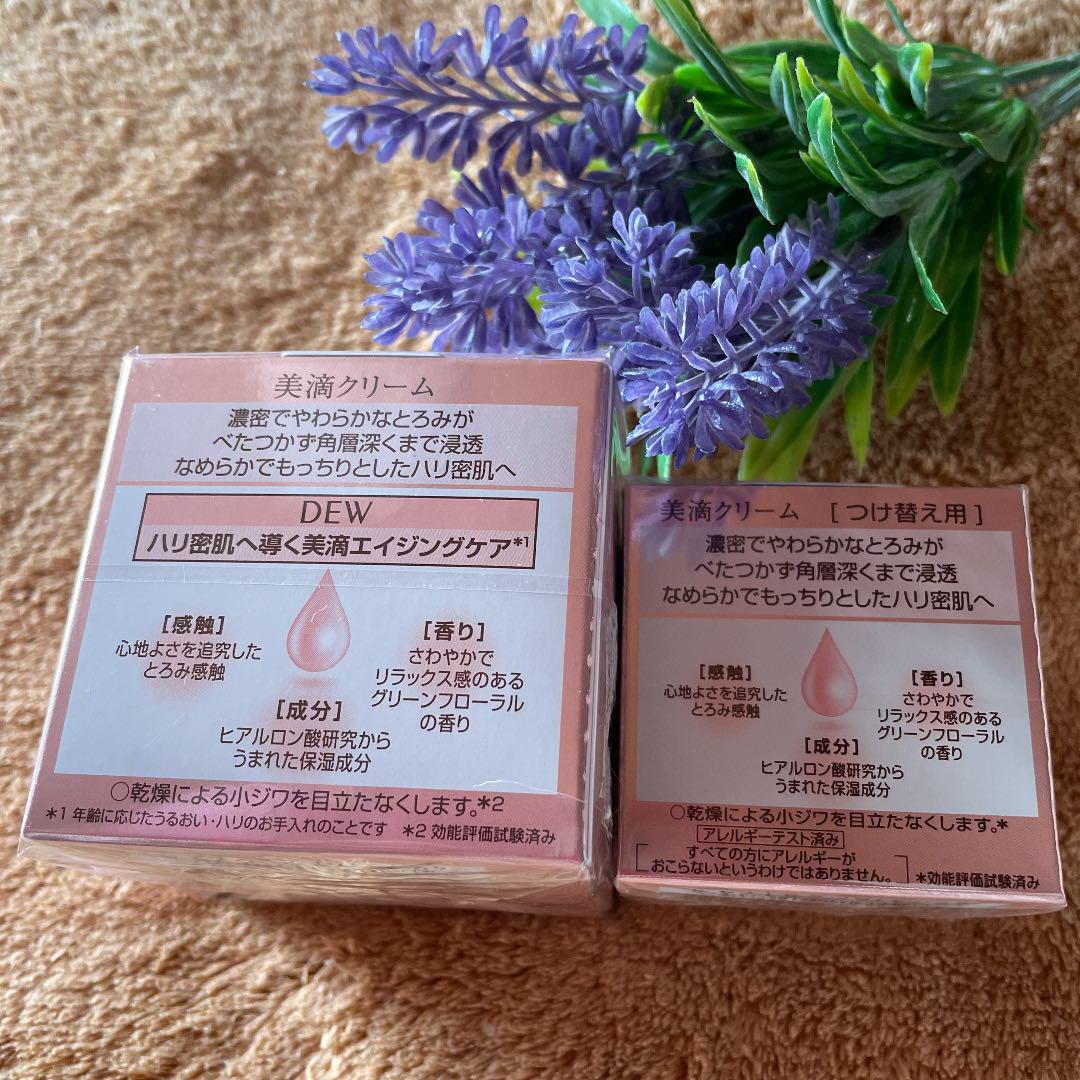 美滴クリーム
濃密でやわらかなとろみが
べたつかず角層深くまで浸透
なめらかでもっちりとしたハリ密肌へ
DEW
ハリ密肌へ導く美滴エイジングケア*1
[感触]
心地よさを追究した
とろみ感触
[香り]
さわやかで
リラックス感のある
グリーンフローラル
の香り
[成分]
ヒアルロン酸研究から
うまれた保湿成分
○乾燥による小ジワを目立たなくします。*2
*1 年齢に応じたうるおい・ハリのお手入れのことです *2 効能評価試験済み
美滴クリーム [つけ替え用]
濃密でやわらかなとろみが
べたつかず角層深くまで浸透
なめらかでもっちりとしたハリ密肌へ
[感触]
心地よさを追究した
とろみ感触
[香り]
さわやかで
リラックス感のある
グリーンフローラル
の香り
[成分]
ヒアルロン酸研究から
うまれた保湿成分
○乾燥による小ジワを目立たなくします。*
アレルギーテスト済み
[すべての方にアレルギーが
おこらないというわけではありません。] *効能評価試験済み